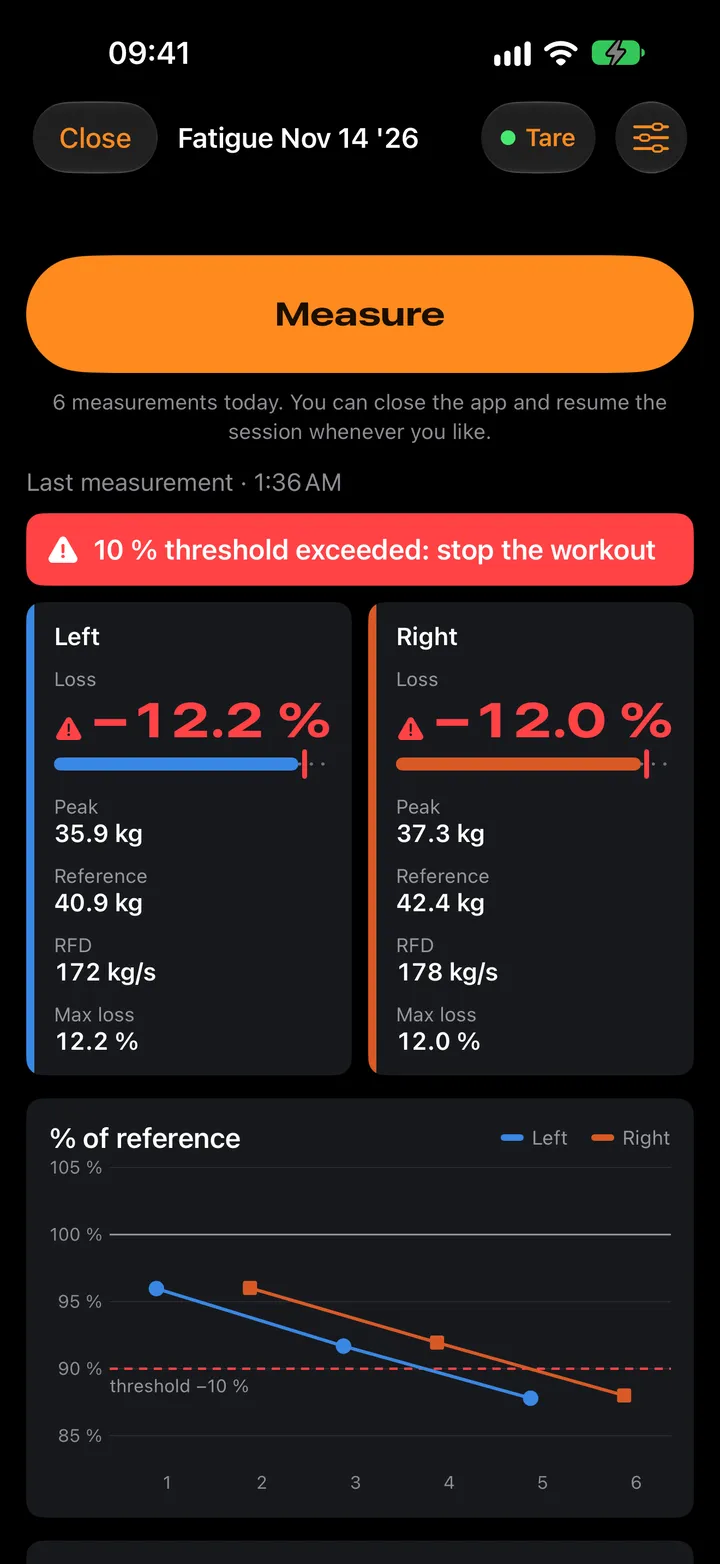 09:41
Close
Fatigue Nov 14 '26
Tare
Measure
6 measurements today. You can close the app and resume the
session whenever you like.
Last measurement · 1:36 AM
10 % threshold exceeded: stop the workout
Left
Loss
−12.2 %
Peak
35.9 kg
Reference
40.9 kg
RFD
172 kg/s
Max loss
12.2 %
Right
Loss
−12.0 %
Peak
37.3 kg
Reference
42.4 kg
RFD
178 kg/s
Max loss
12.0 %
% of reference
Left
Right
105 %
100 %
95 %
90 %
threshold −10 %
85 %
1 2 3 4 5 6